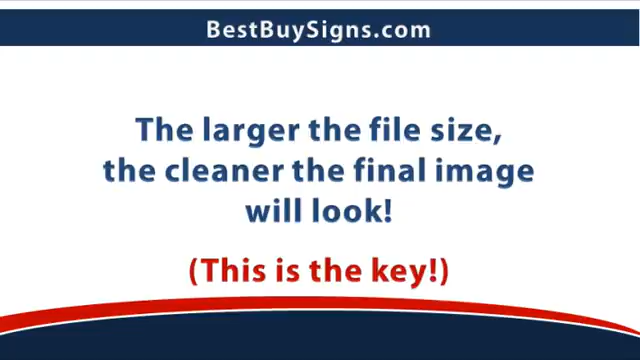 BestBuySigns.com
The larger the file size,
the cleaner the final image
will look!
(This is the key!)